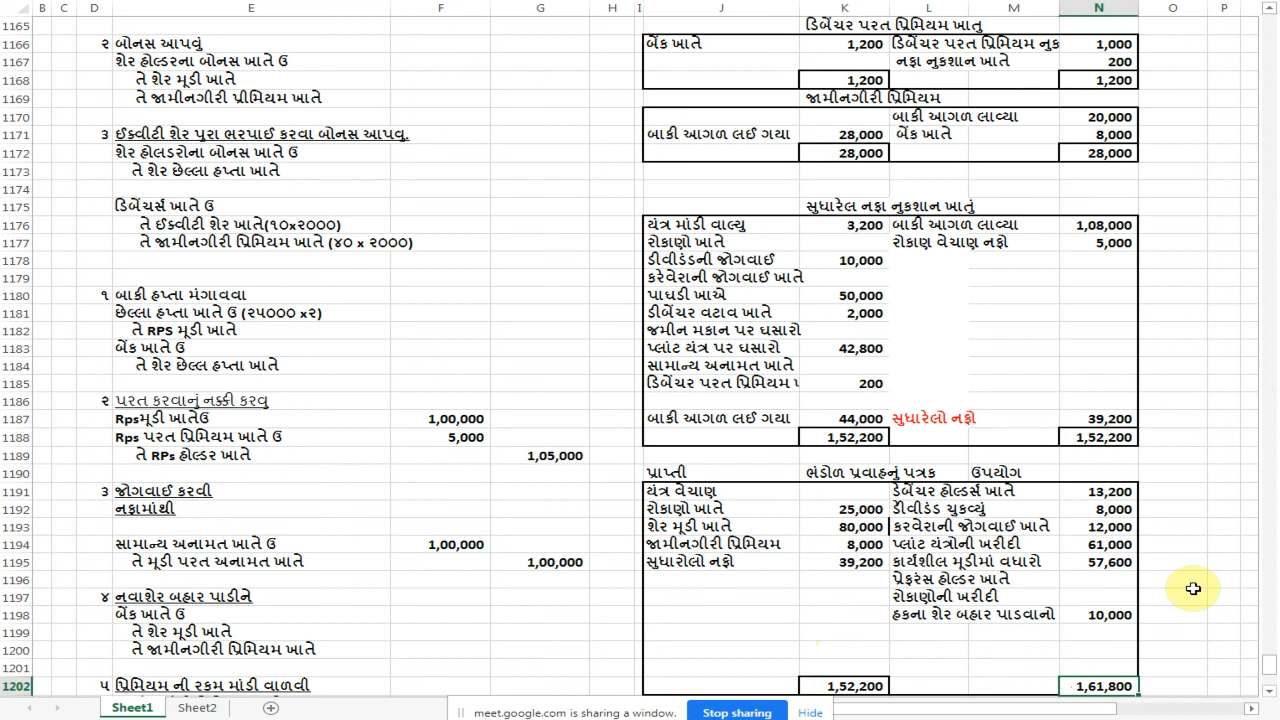 B C D E F G H I J K L M N O P
1165 ડિબેંચર પરત પ્રિમિયમ ખાતુ
1166 ૨ બોનસ આપવું બેંક ખાતે 1,200 ડિબેંચર પરત પ્રિમિયમ નુક 1,000
1167 શેર હોલ્ડરના બોનસ ખાતે ઉ નફા નુકશાન ખાતે 200
1168 તે શેર મૂડી ખાતે 1,200 1,200
1169 તે જામીનગીરી પ્રીમિયમ ખાતે જામીનગીરી પ્રિમિયમ
1170 બાકી આગળ લાવ્યા 20,000
1171 ૩ ઈક્વીટી શેર પુરા ભરપાઈ કરવા બોનસ આપવુ. બાકી આગળ લઈ ગયા 28,000 બેંક ખાતે 8,000
1172 શેર હોલડરોના બોનસ ખાતે ઉ 28,000 28,000
1173 તે શેર છેલ્લા હપ્તા ખાતે
1174
1175 ડિબેંચર્સ ખાતે ઉ સુધારેલ નફા નુકશાન ખાતું
1176 તે ઈક્વીટી શેર ખાતે(૧૦x૨૦૦૦) યંત્ર માંડી વાલ્યુ 3,200 બાકી આગળ લાવ્યા 1,08,000
1177 તે જામીનગીરી પ્રિમિયમ ખાતે (૪૦ x ૨૦૦૦) રોકાણો ખાતે રોકાણ વેચાણ નફો 5,000
1178 ડીવીડંડની જોગવાઈ 10,000
1179 કરેવેરાની જોગવાઈ ખાતે
1180 ૧ બાકી હપ્તા મંગાવવા પાઘડી ખાએ 50,000
1181 છેલ્લા હપ્તા ખાતે ઉ (૨૫૦૦૦ x૨) ડીબેંચર વટાવ ખાતે 2,000
1182 તે RPS મૂડી ખાતે જમીન મકાન પર ઘસારો
1183 બેંક ખાતે ઉ પ્લાંટ યંત્ર પર ઘસારો 42,800
1184 તે શેર છેલ્લ હપ્તા ખાતે સામાન્ય અનામત ખાતે
1185 ડિબેંચર પરત પ્રિમિયમ ખ 200
1186 ૨ પરત કરવાનું નક્કી કરવુ
1187 Rpsમૂડી ખાતેઉ 1,00,000 બાકી આગળ લઈ ગયા 44,000 સુધારેલો નફો 39,200
1188 Rps પરત પ્રિમિયમ ખાતે ઉ 5,000 1,52,200 1,52,200
1189 તે RPs હોલ્ડર ખાતે 1,05,000
1190 પ્રાપ્તી ભંડોળ પ્રવાહનું પત્રક ઉપયોગ
1191 ૩ જોગવાઈ કરવી યંત્ર વેચાણ ડેબેંચર હોલ્ડર્સ ખાતે 13,200
1192 નફામાંથી રોકાણો ખાતે 25,000 ડીવીડંડ ચુકવ્યું 8,000
1193 શેર મૂડી ખાતે 80,000 કરવેરાની જોગવાઈ ખાતે 12,000
1194 સામાન્ય અનામત ખાતે ઉ 1,00,000 જામીનગીરી પ્રિમિયમ 8,000 પ્લાંટ યંત્રોની ખરીદી 61,000
1195 તે મૂડી પરત અનામત ખાતે 1,00,000 સુધારોલો નફો 39,200 કાર્યશીલ મૂડીમાં વધારો 57,600
1196 પ્રેફરંસ હોલ્ડર ખાતે
1197 ૪ નવાશેર બહાર પાડીને રોકાણોની ખરીદી
1198 બેંક ખાતે ઉ હકના શેર બહાર પાડવાનો 10,000
1199 તે શેર મૂડી ખાતે
1200 તે જામીનગીરી પ્રિમિયમ ખાતે
1201
1202 ૫ પ્રિમિયમ ની રકમ માંડી વાળવી 1,52,200 1,61,800
Sheet1 Sheet2
meet.google.com is sharing a window. Stop sharing Hide